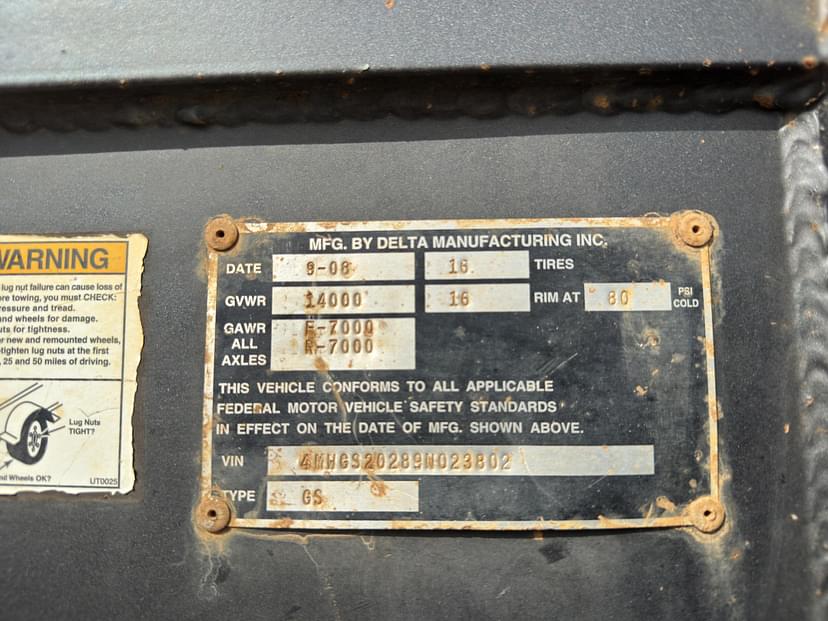 WARNING
lug nut failure can cause loss of
ore towing, you must CHECK:
ressure and tread.
and wheels for damage.
uts for tightness.
r new and remounted wheels,
-tighten lug nuts at the first
, 25 and 50 miles of driving.
Lug Nuts
TIGHT?
nd Wheels OK?
UT0025
MFG. BY DELTA MANUFACTURING INC.
DATE 9-08 16 TIRES
GVWR 14000 16 RIM AT 80 PSI COLD
GAWR F-7000
ALL R-7000
AXLES
THIS VEHICLE CONFORMS TO ALL APPLICABLE
FEDERAL MOTOR VEHICLE SAFETY STANDARDS
IN EFFECT ON THE DATE OF MFG. SHOWN ABOVE.
VIN 4MHGS20289N023802
TYPE GS